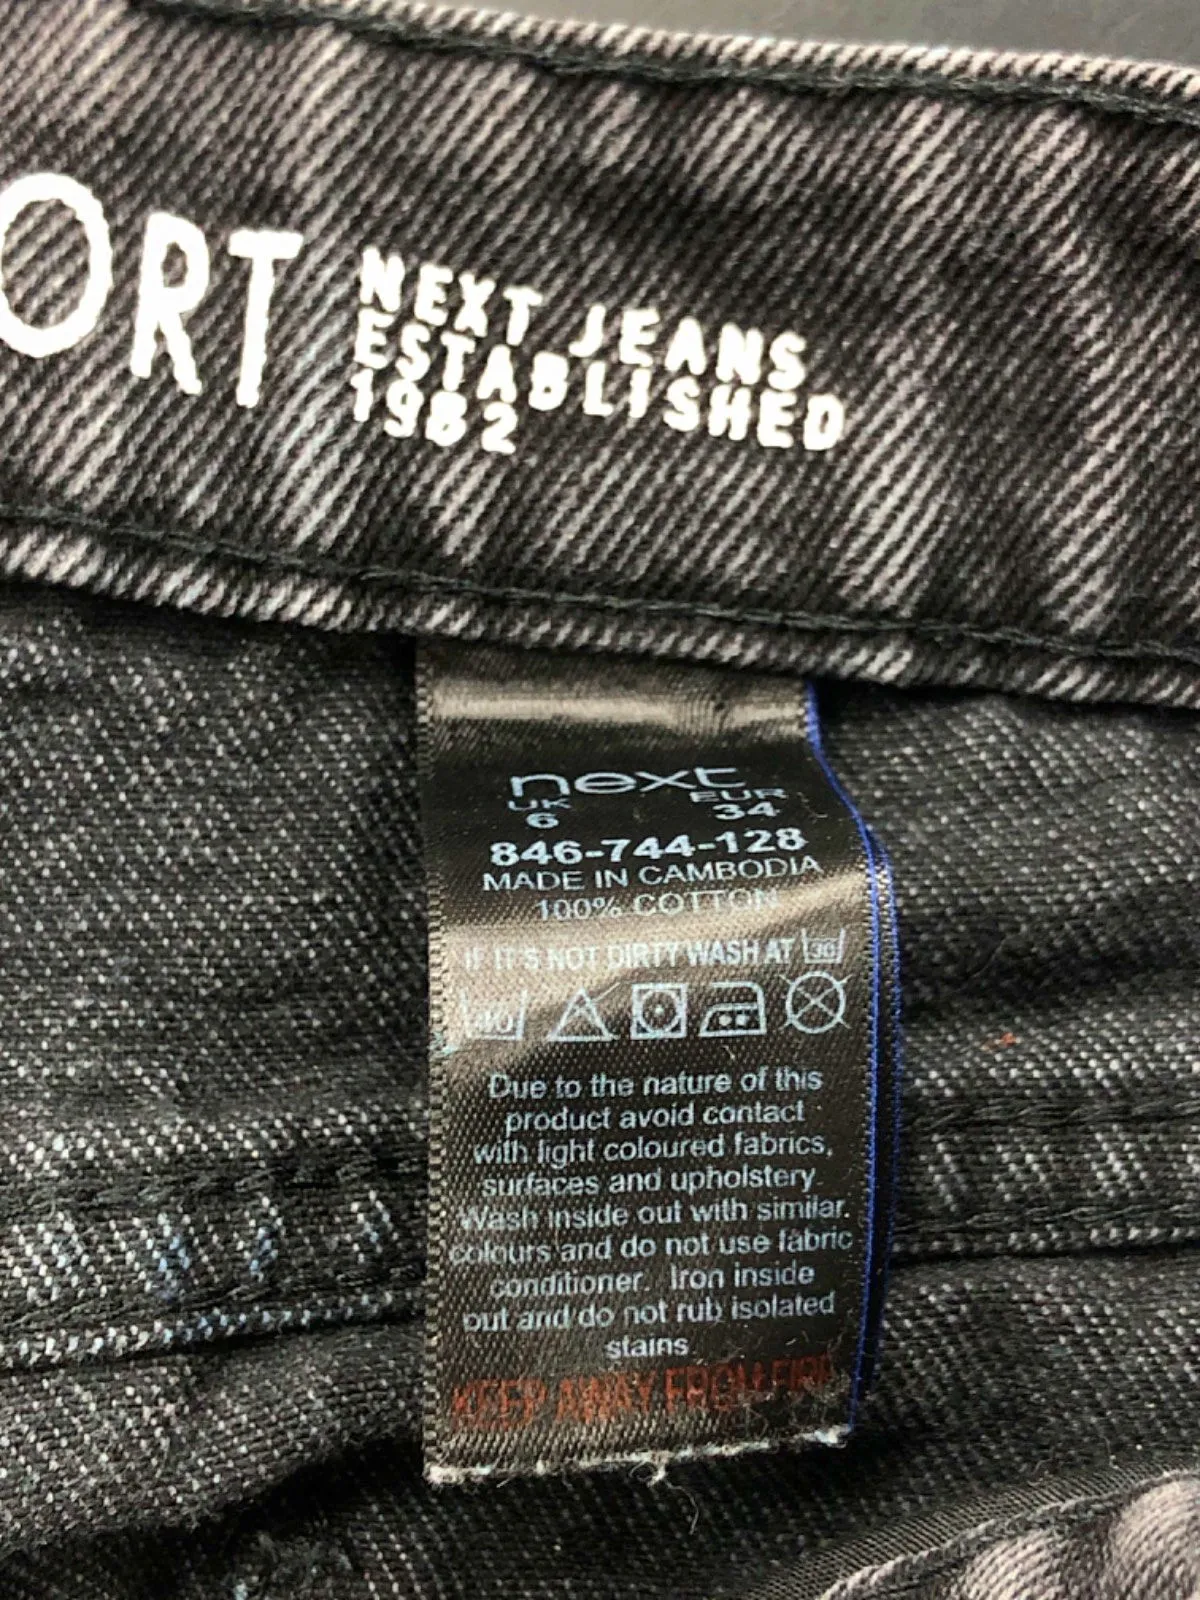 ORT
NEXT JEANS
ESTABLISHED
1982
next
UK EUR
6 34
846-744-128
MADE IN CAMBODIA
100% COTTON
IF IT'S NOT DIRTY WASH AT 30
40
Due to the nature of this
product avoid contact
with light coloured fabrics,
surfaces and upholstery
Wash inside out with similar
colours and do not use fabric
conditioner. Iron inside
out and do not rub isolated
stains
KEEP AWAY FROM FIRE